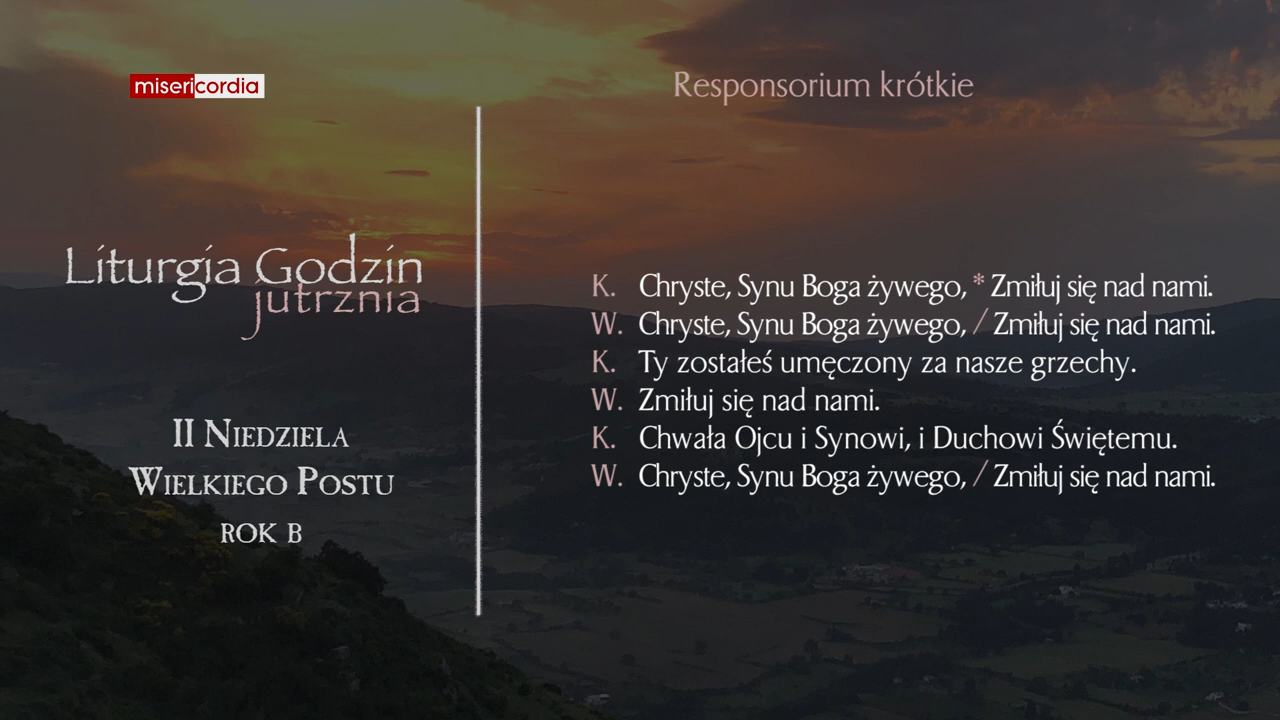 misericordia
Liturgia Godzin
jutrznia
II Niedziela
Wielkiego Postu
rok B
Responsorium krótkie
K. Chryste, Synu Boga żywego, * Zmiłuj się nad nami.
W. Chryste, Synu Boga żywego, / Zmiłuj się nad nami.
K. Ty zostałeś umęczony za nasze grzechy.
W. Zmiłuj się nad nami.
K. Chwała Ojcu i Synowi, i Duchowi Świętemu.
W. Chryste, Synu Boga żywego, / Zmiłuj się nad nami.